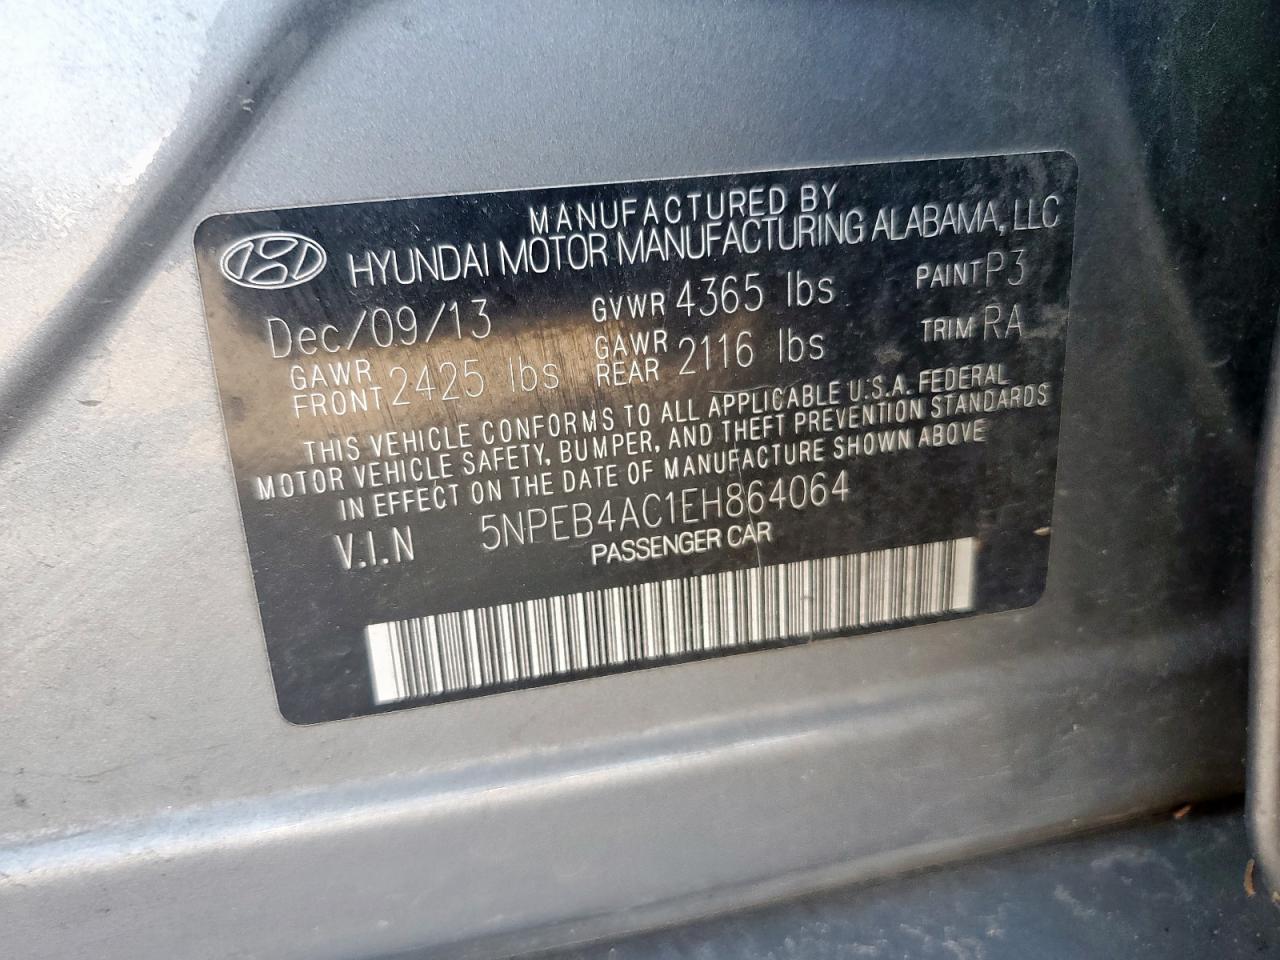 MANUFACTURED BY
HYUNDAI MOTOR MANUFACTURING ALABAMA, LLC
Dec/09/13 GVWR 4365 lbs PAINT P3
GAWR FRONT 2425 lbs GAWR REAR 2116 lbs TRIM RA
THIS VEHICLE CONFORMS TO ALL APPLICABLE U.S.A. FEDERAL
MOTOR VEHICLE SAFETY, BUMPER, AND THEFT PREVENTION STANDARDS
IN EFFECT ON THE DATE OF MANUFACTURE SHOWN ABOVE
V.I.N 5NPEB4AC1EH864064
PASSENGER CAR